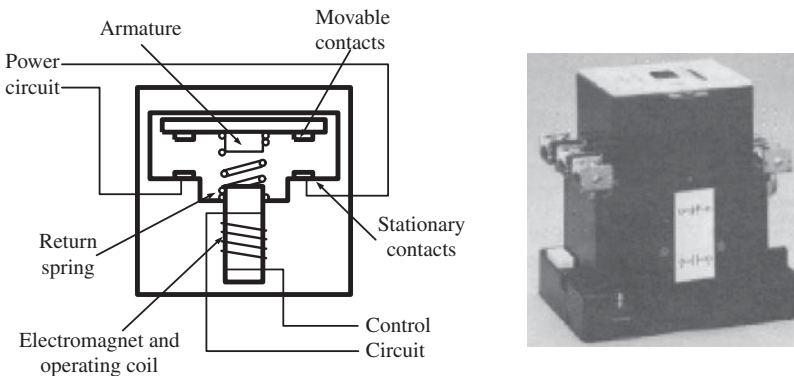 Armature
Movable
contacts
Power
circuit
Stationary
contacts
Return
spring
Electromagnet and
operating coil
Control
Circuit